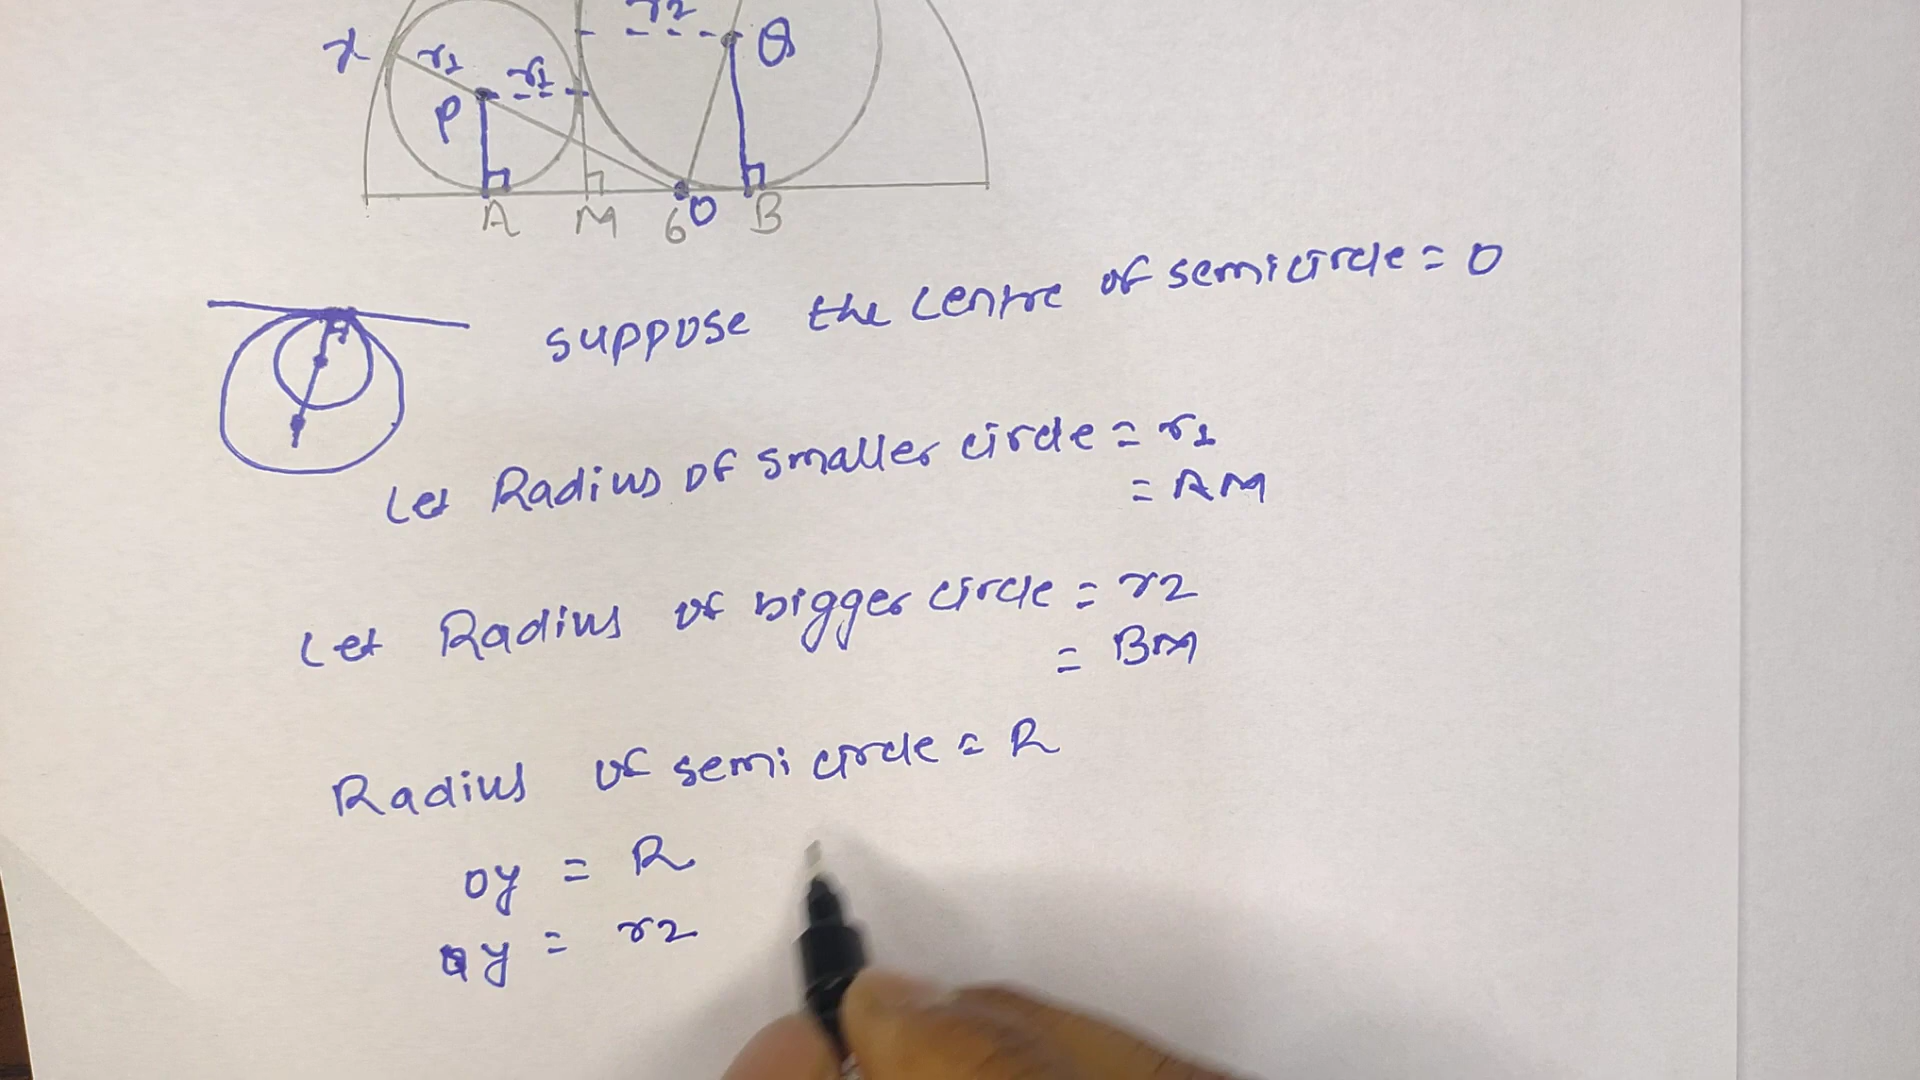 r2
x r1 r1 Q
P
A M 6 O B
suppose the centre of semicircle = O
Let Radius of smaller circle = r1
= AM
Let Radius of bigger circle = r2
= BM
Radius of semi circle = R
Oy = R
Qy = r2